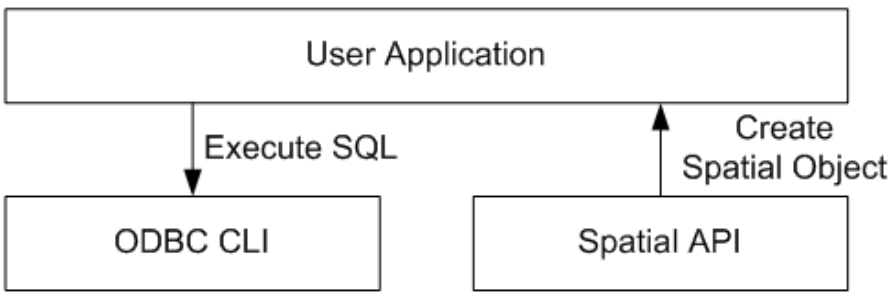 User Application
Execute SQL
Create
Spatial Object
ODBC CLI
Spatial API